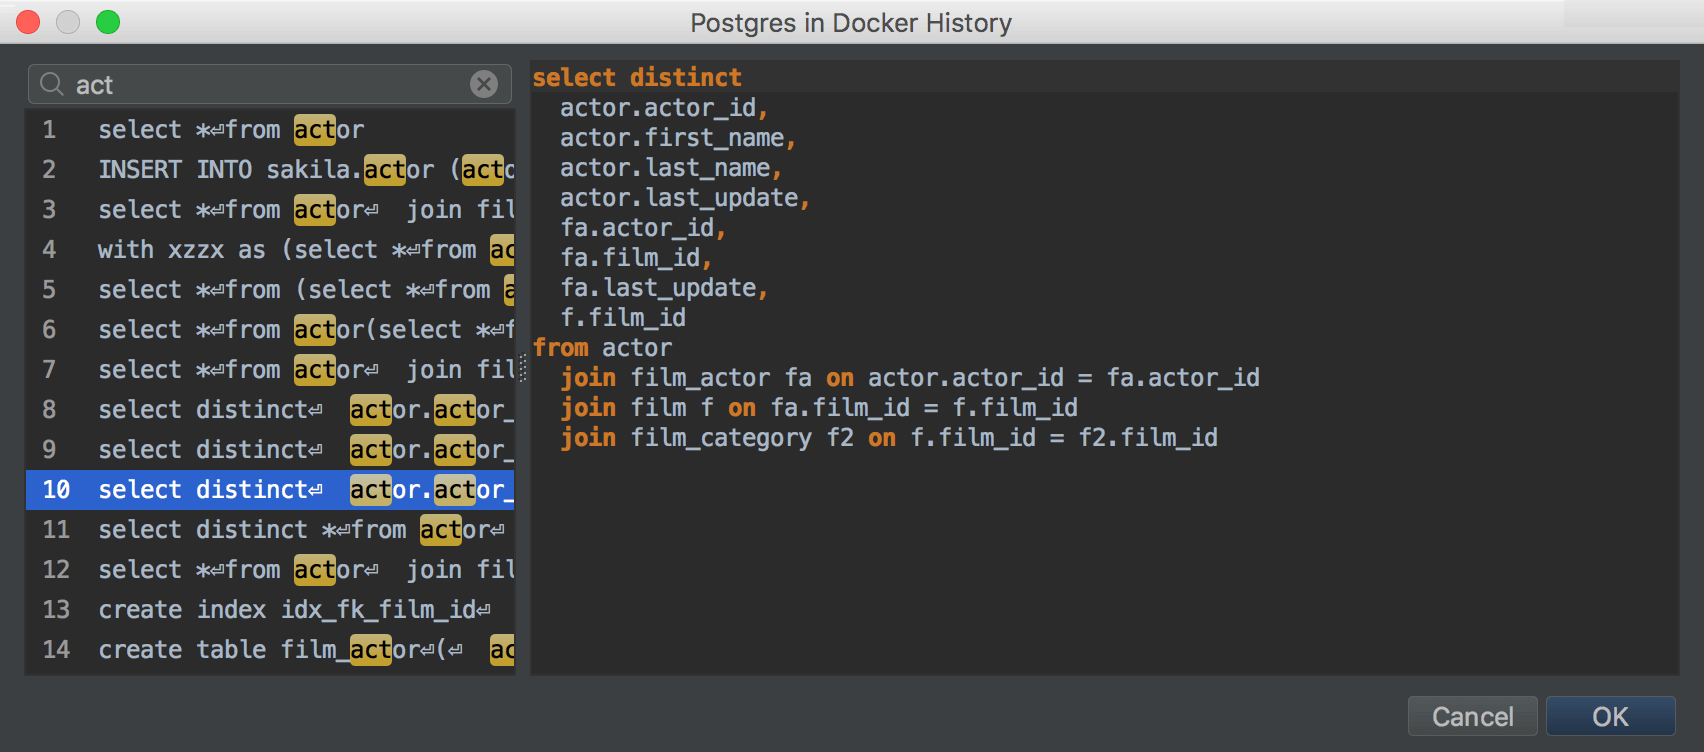 Postgres in Docker History
act
1 select *⏎from actor
2 INSERT INTO sakila.actor (acto
3 select *⏎from actor⏎  join fil
4 with xzzx as (select *⏎from ac
5 select *⏎from (select *⏎from a
6 select *⏎from actor(select *⏎f
7 select *⏎from actor⏎  join fil
8 select distinct⏎  actor.actor_
9 select distinct⏎  actor.actor_
10 select distinct⏎  actor.actor_
11 select distinct *⏎from actor⏎
12 select *⏎from actor⏎  join fil
13 create index idx_fk_film_id⏎
14 create table film_actor⏎(⏎  ac
select distinct
  actor.actor_id,
  actor.first_name,
  actor.last_name,
  actor.last_update,
  fa.actor_id,
  fa.film_id,
  fa.last_update,
  f.film_id
from actor
  join film_actor fa on actor.actor_id = fa.actor_id
  join film f on fa.film_id = f.film_id
  join film_category f2 on f.film_id = f2.film_id
Cancel
OK